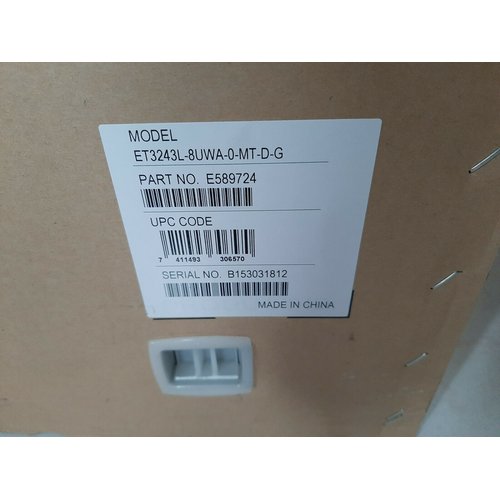 MODEL
ET3243L-8UWA-0-MT-D-G
PART NO. E589724
UPC CODE
7 411493 306570
SERIAL NO. B153031812
MADE IN CHINA